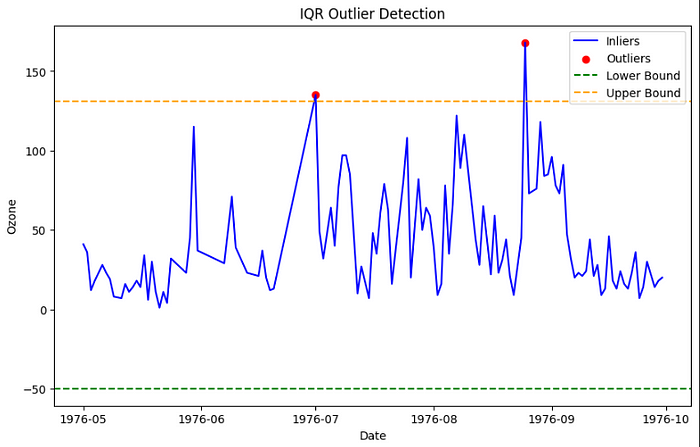 IQR Outlier Detection
Inliers
Outliers
Lower Bound
Upper Bound
150
100
50
0
−50
Ozone
1976-05 1976-06 1976-07 1976-08 1976-09 1976-10
Date